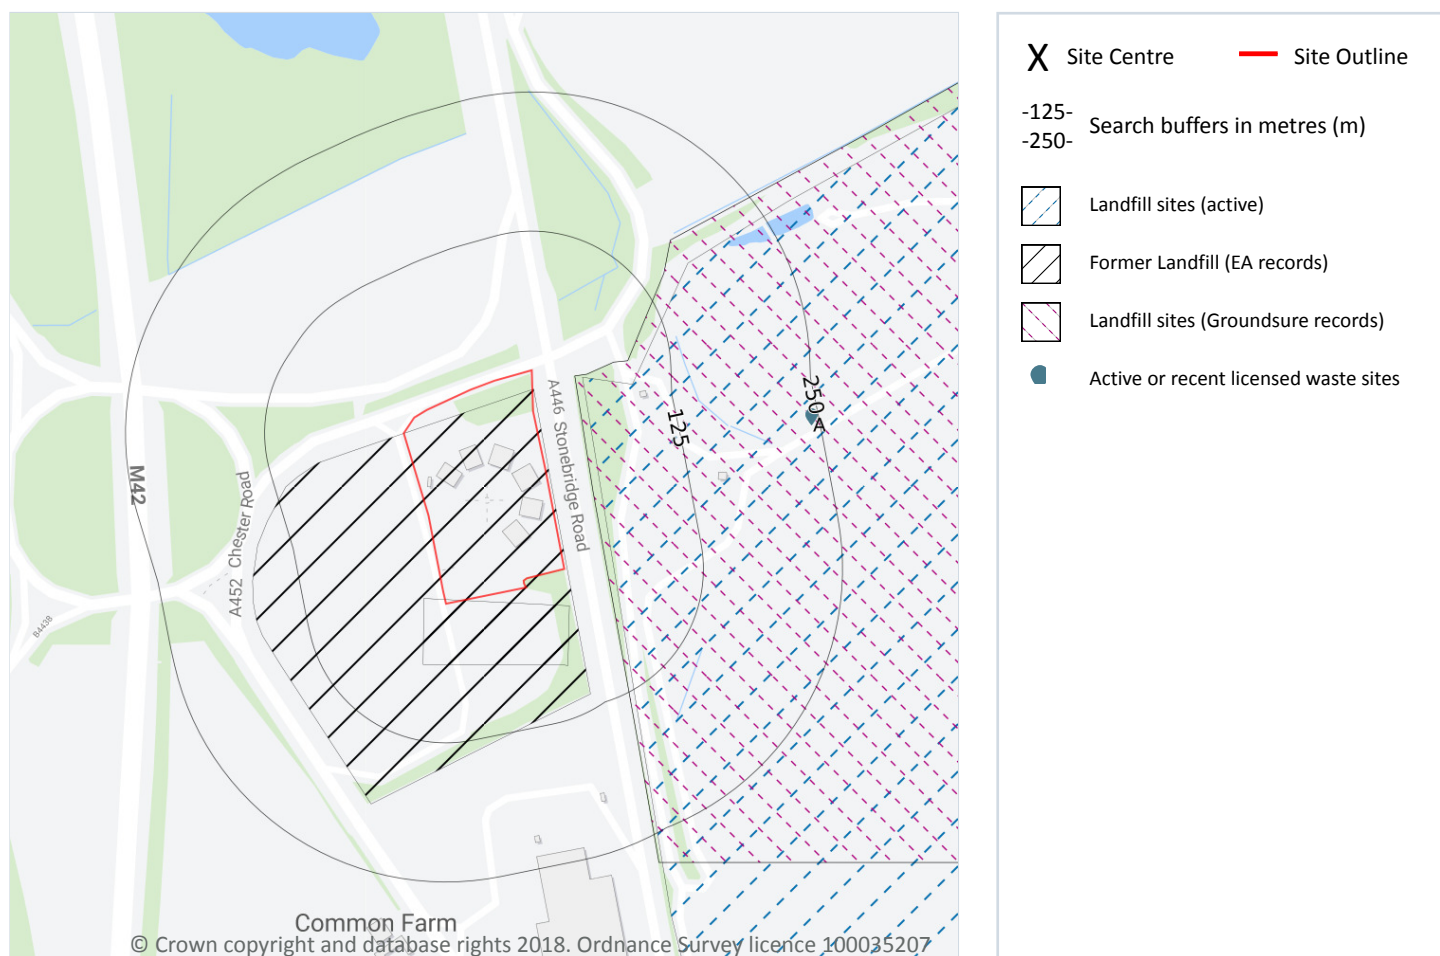 M42
A452 Chester Road
B4438
A446 Stonebridge Road
125
250
A
Common Farm
© Crown copyright and database rights 2018. Ordnance Survey licence 100035207
X Site Centre
Site Outline
-125-
-250-
Search buffers in metres (m)
Landfill sites (active)
Former Landfill (EA records)
Landfill sites (Groundsure records)
Active or recent licensed waste sites